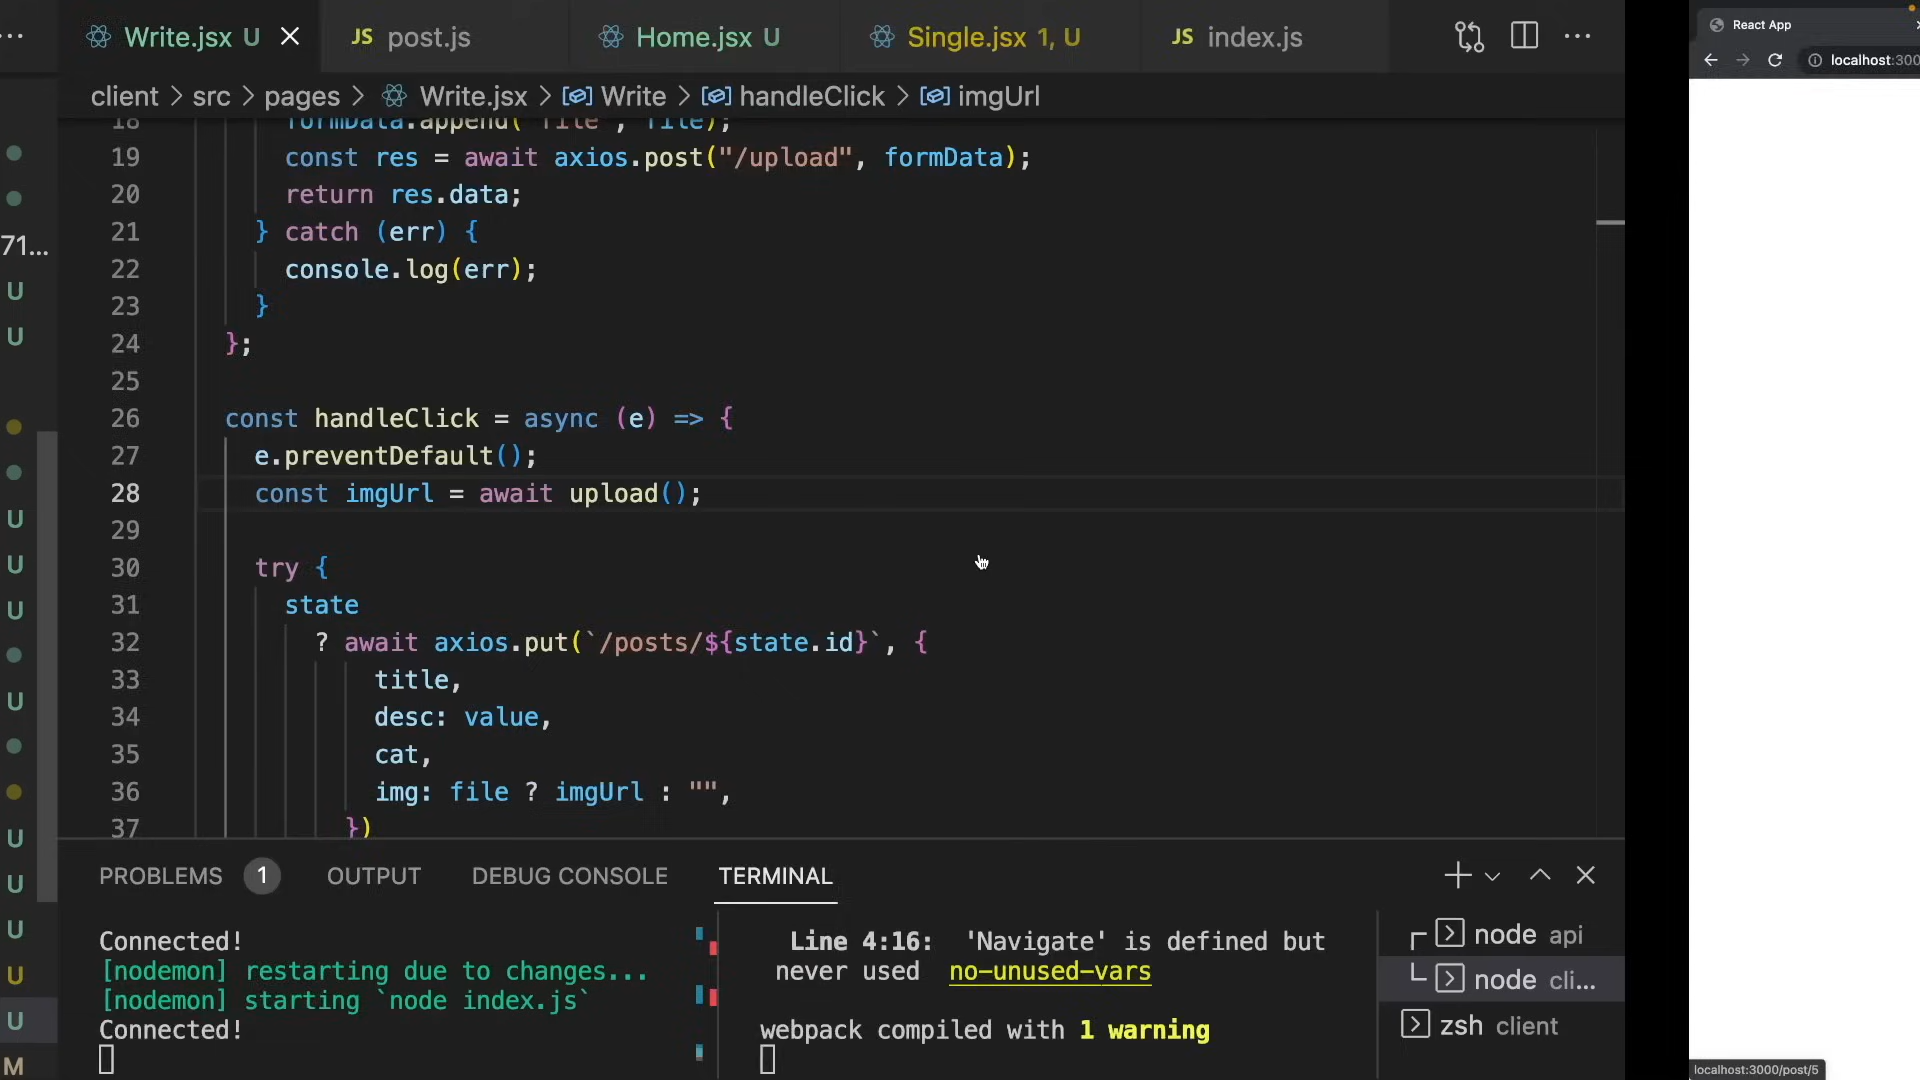 Write.jsx U
JS post.js
Home.jsx U
Single.jsx 1, U
JS index.js
client > src > pages > Write.jsx > Write > handleClick > imgUrl
18 formData.append("file", file);
19 const res = await axios.post("/upload", formData);
20 return res.data;
21 } catch (err) {
22 console.log(err);
23 }
24 };
25
26 const handleClick = async (e) => {
27 e.preventDefault();
28 const imgUrl = await upload();
29
30 try {
31 state
32 ? await axios.put(`/posts/${state.id}`, {
33 title,
34 desc: value,
35 cat,
36 img: file ? imgUrl : "",
37 })
71...
U
U
U
U
U
U
U
U
U
U
U
M
PROBLEMS 1 OUTPUT DEBUG CONSOLE TERMINAL
Connected!
[nodemon] restarting due to changes...
[nodemon] starting `node index.js`
Connected!
Line 4:16: 'Navigate' is defined but
never used no-unused-vars
webpack compiled with 1 warning
node api
node cli...
zsh client
React App
localhost:300
localhost:3000/post/5